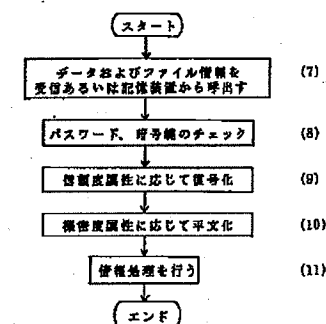 スタート
データおよびファイル情報を
受信あるいは記憶装置から呼出す
(7)
パスワード、暗号鍵のチェック
(8)
信頼度属性に応じて信号化
(9)
機密度属性に応じて平文化
(10)
情報処理を行う
(11)
エンド